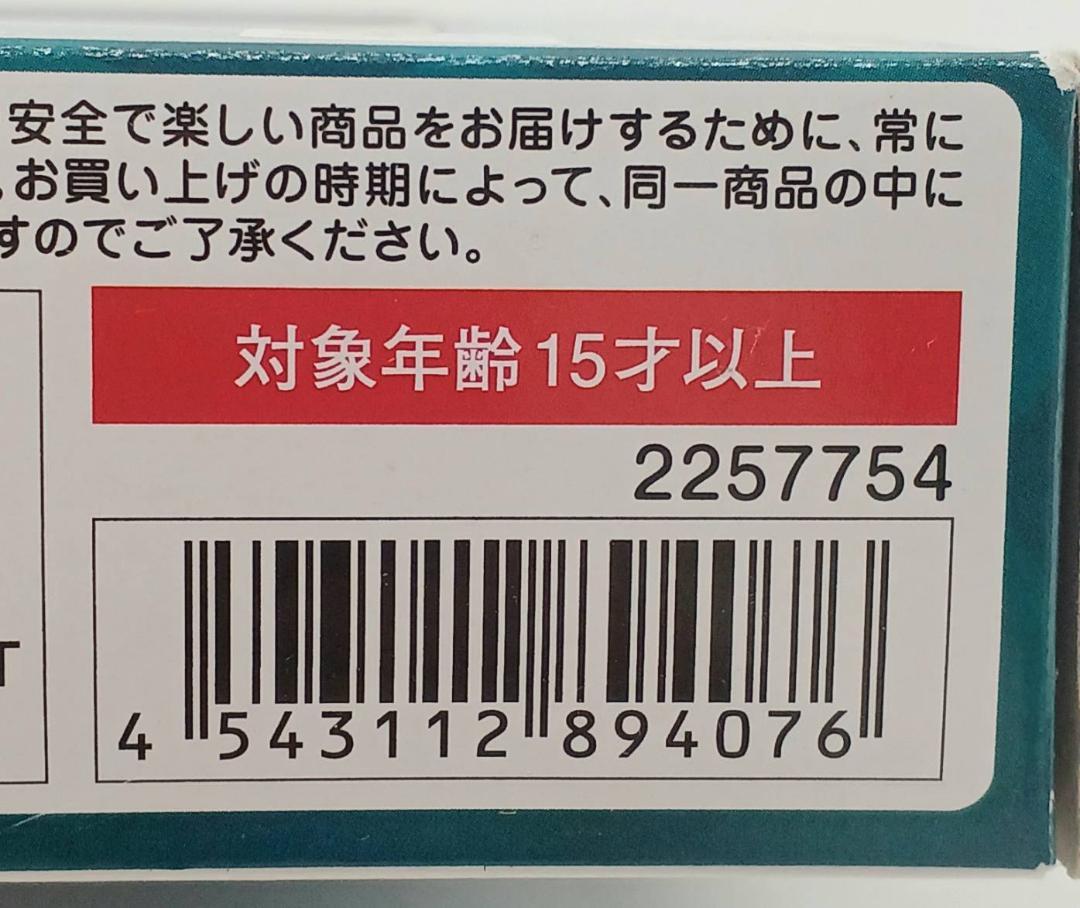 安全で楽しい商品をお届けするために、常に
お買い上げの時期によって、同一商品の中に
すのでご了承ください。
対象年齢15才以上
2257754
4 543112 894076
T